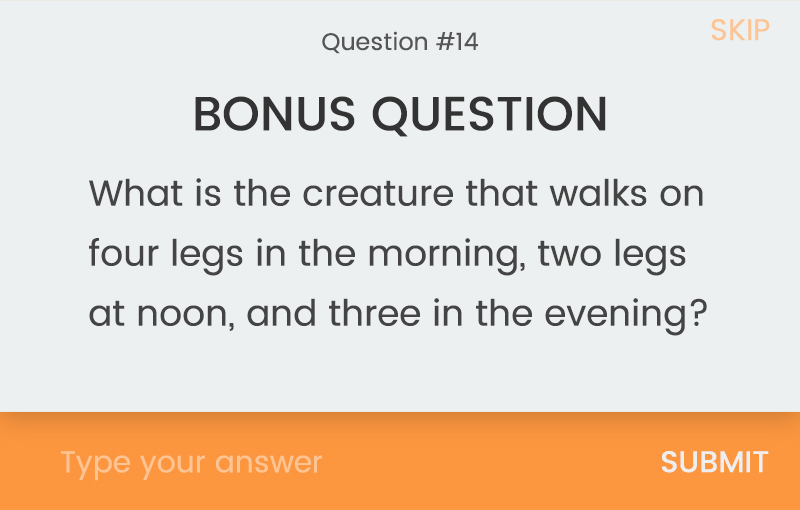 SKIP
Question #14
BONUS QUESTION
What is the creature that walks on
four legs in the morning, two legs
at noon, and three in the evening?
Type your answer
SUBMIT